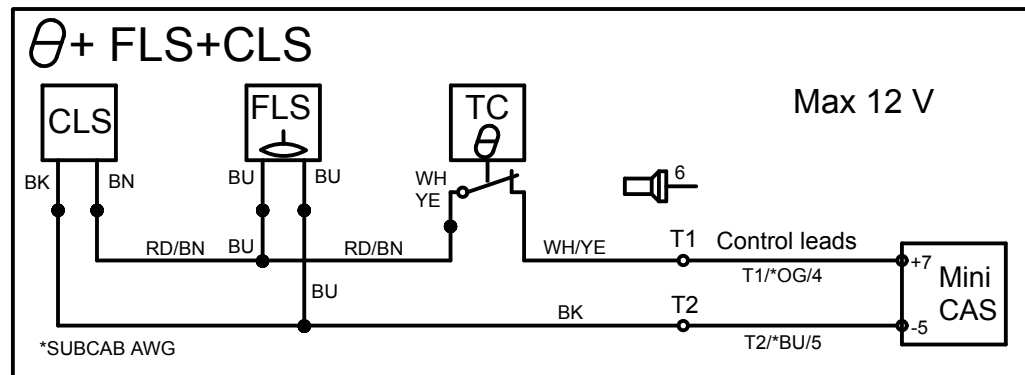 θ+ FLS+CLS
Max 12 V
CLS
FLS
TC
θ
BK
BN
BU
BU
WH
YE
6
RD/BN
BU
RD/BN
WH/YE
T1
Control leads
T1/*OG/4
+7
Mini
CAS
-5
BU
BK
T2
T2/*BU/5
*SUBCAB AWG